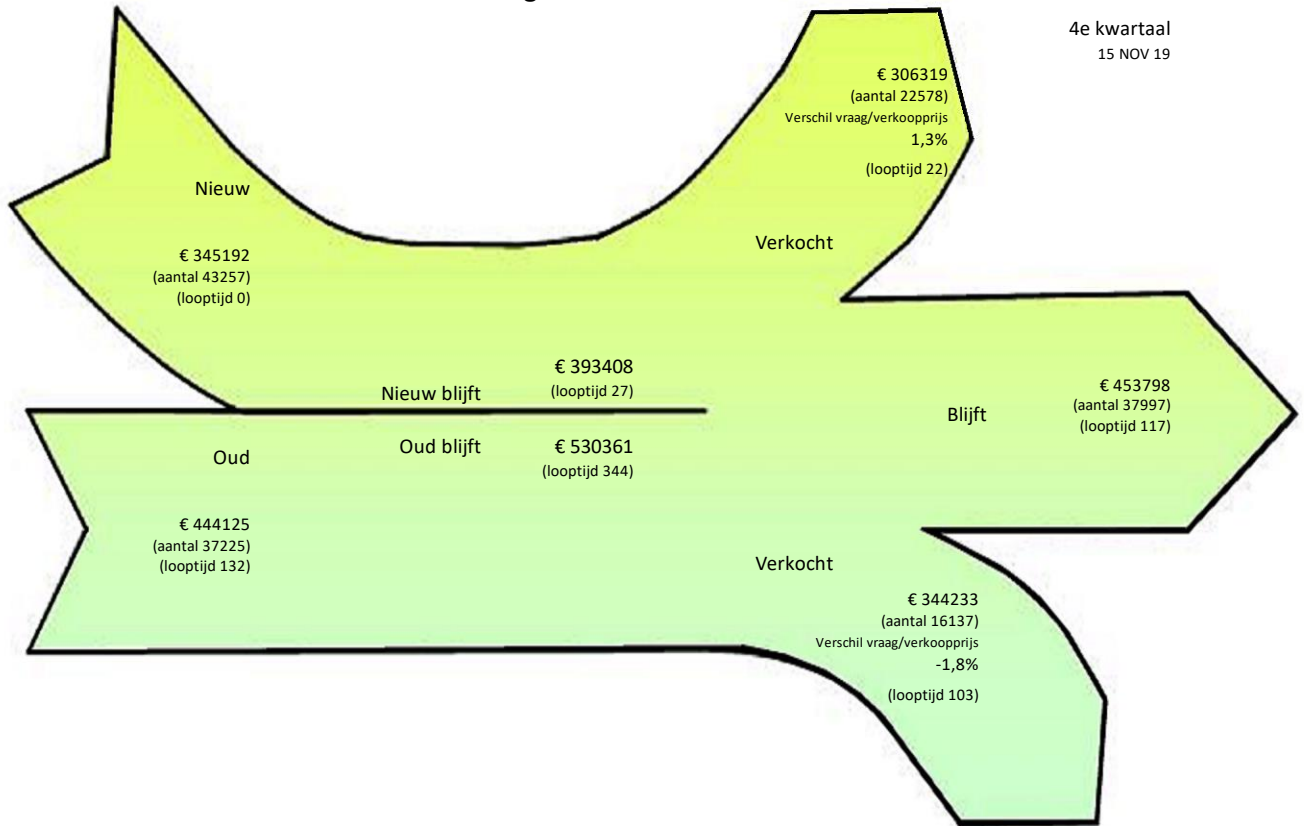 4e kwartaal
15 NOV 19
€ 306319
(aantal 22578)
Verschil vraag/verkoopprijs
1,3%
(looptijd 22)
Nieuw
Verkocht
€ 345192
(aantal 43257)
(looptijd 0)
€ 393408
Nieuw blijft
(looptijd 27)
€ 453798
(aantal 37997)
(looptijd 117)
Blijft
Oud blijft
€ 530361
(looptijd 344)
Oud
€ 444125
(aantal 37225)
(looptijd 132)
Verkocht
€ 344233
(aantal 16137)
Verschil vraag/verkoopprijs
-1,8%
(looptijd 103)